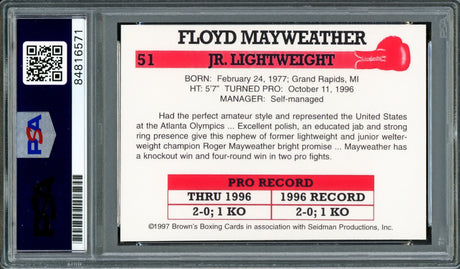 FLOYD MAYWEATHER
51 JR. LIGHTWEIGHT
BORN: February 24, 1977; Grand Rapids, MI
HT: 5'7" TURNED PRO: October 11, 1996
MANAGER: Self-managed
Had the perfect amateur style and represented the United States
at the Atlanta Olympics ... Excellent polish, an educated jab and strong
ring presence give this nephew of former lightweight and junior welter-
weight champion Roger Mayweather bright promise ... Mayweather has
a knockout win and four-round win in two pro fights.
PRO RECORD
THRU 1996 1996 RECORD
2-0; 1 KO 2-0; 1 KO
©1997 Brown's Boxing Cards in association with Seidman Productions, Inc.
84816571
PSA
PSA